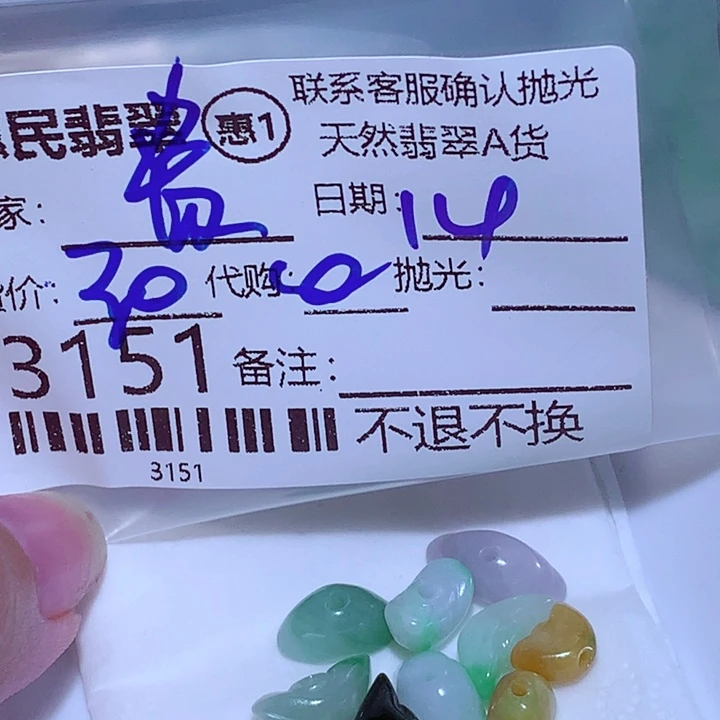 民翡翠 惠1 联系客服确认抛光
天然翡翠A货
家: 日期: 14
价: 30 代购: 抛光:
3151 备注:
不退不换
3151